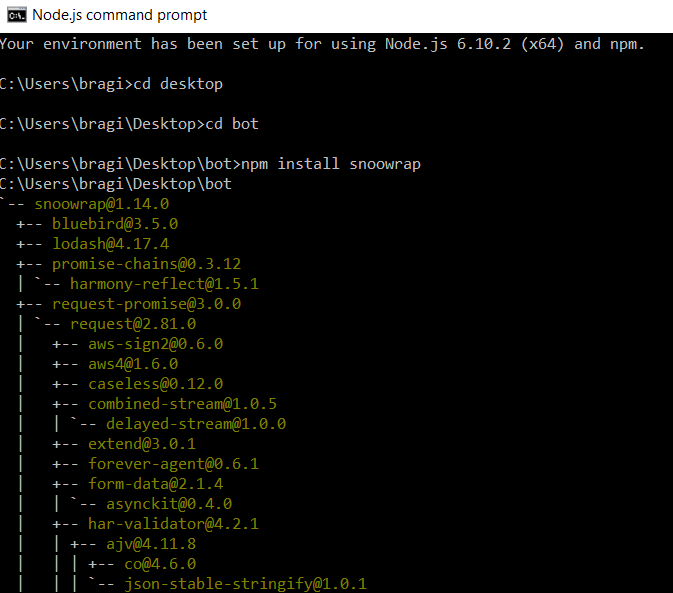 Node.js command prompt
Your environment has been set up for using Node.js 6.10.2 (x64) and npm.
C:\Users\bragi>cd desktop
C:\Users\bragi\Desktop>cd bot
C:\Users\bragi\Desktop\bot>npm install snoowrap
C:\Users\bragi\Desktop\bot
`-- snoowrap@1.14.0
  +-- bluebird@3.5.0
  +-- lodash@4.17.4
  +-- promise-chains@0.3.12
  | `-- harmony-reflect@1.5.1
  +-- request-promise@3.0.0
  | `-- request@2.81.0
  |   +-- aws-sign2@0.6.0
  |   +-- aws4@1.6.0
  |   +-- caseless@0.12.0
  |   +-- combined-stream@1.0.5
  |   | `-- delayed-stream@1.0.0
  |   +-- extend@3.0.1
  |   +-- forever-agent@0.6.1
  |   +-- form-data@2.1.4
  |   | `-- asynckit@0.4.0
  |   +-- har-validator@4.2.1
  |   | +-- ajv@4.11.8
  |   | | +-- co@4.6.0
  |   | | `-- json-stable-stringify@1.0.1